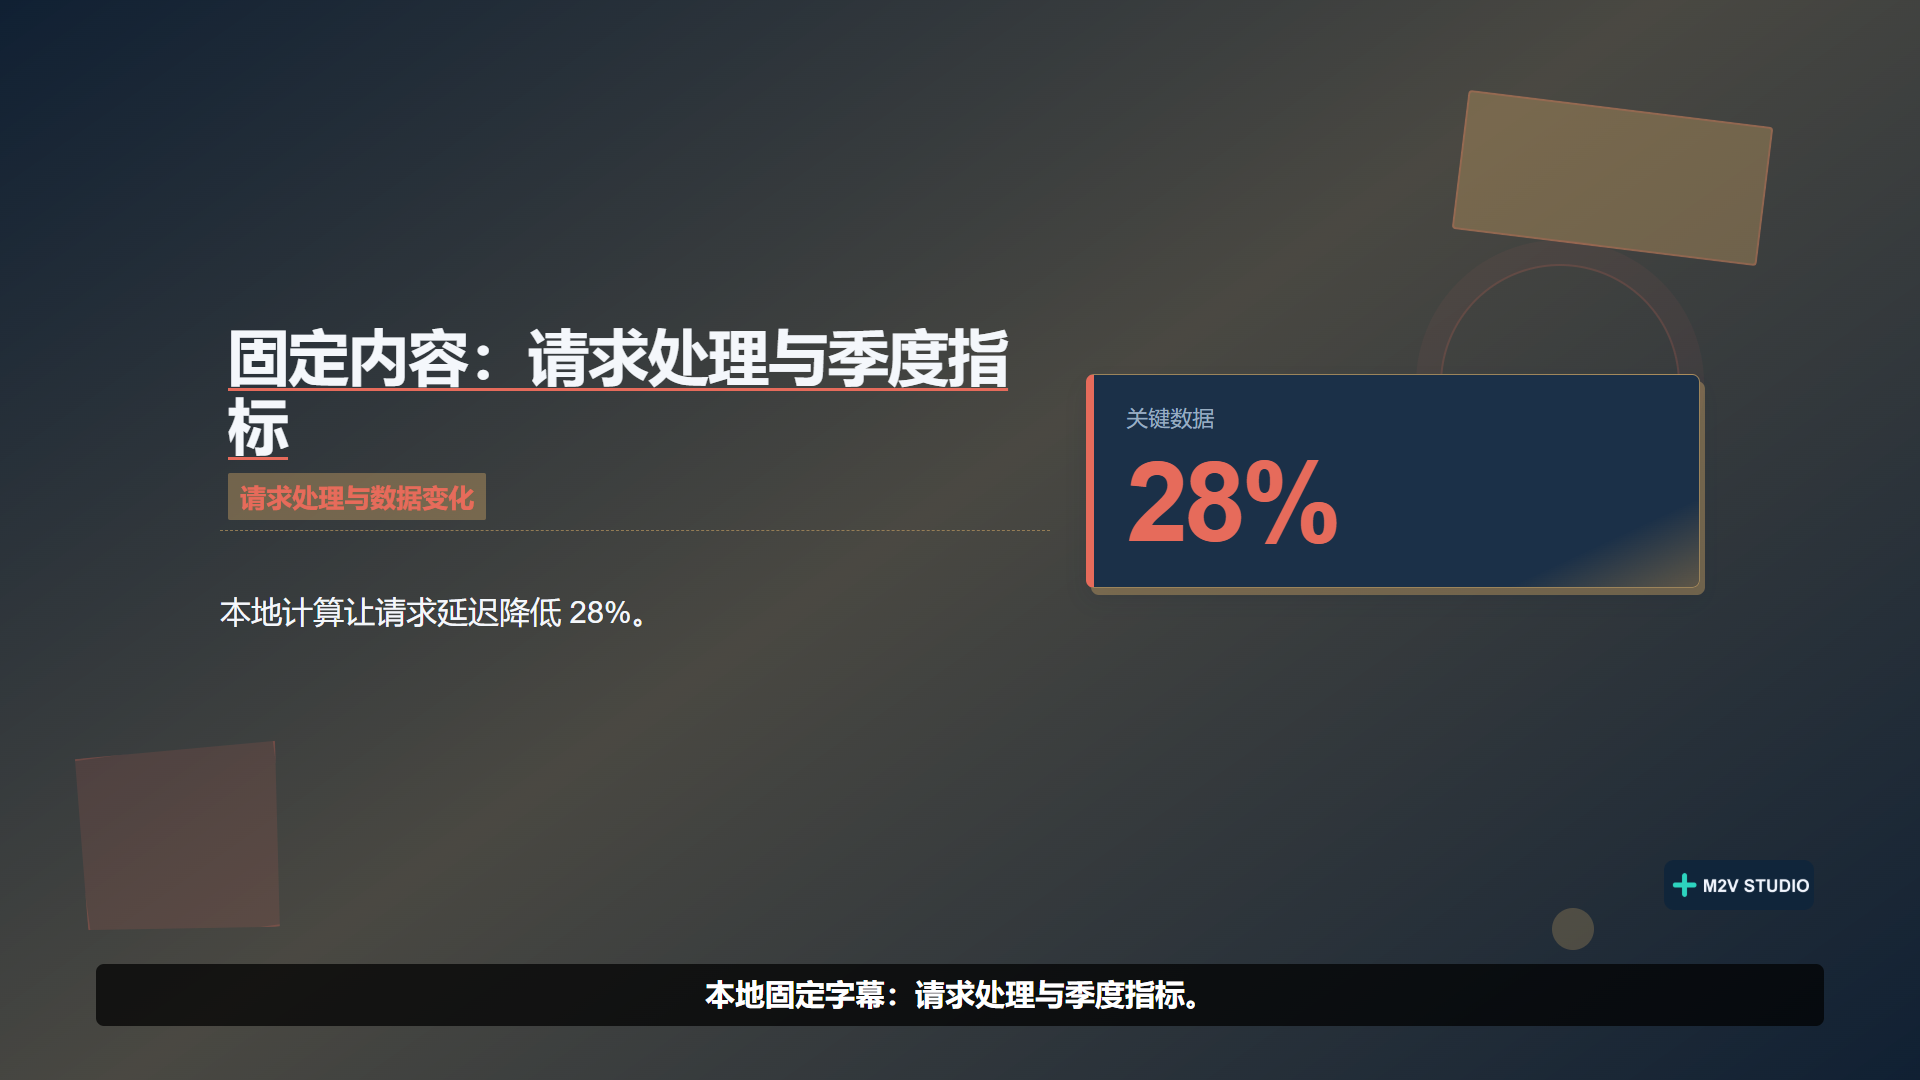 固定内容：请求处理与季度指
标
请求处理与数据变化
本地计算让请求延迟降低 28%。
关键数据
28%
M2V STUDIO
本地固定字幕：请求处理与季度指标。